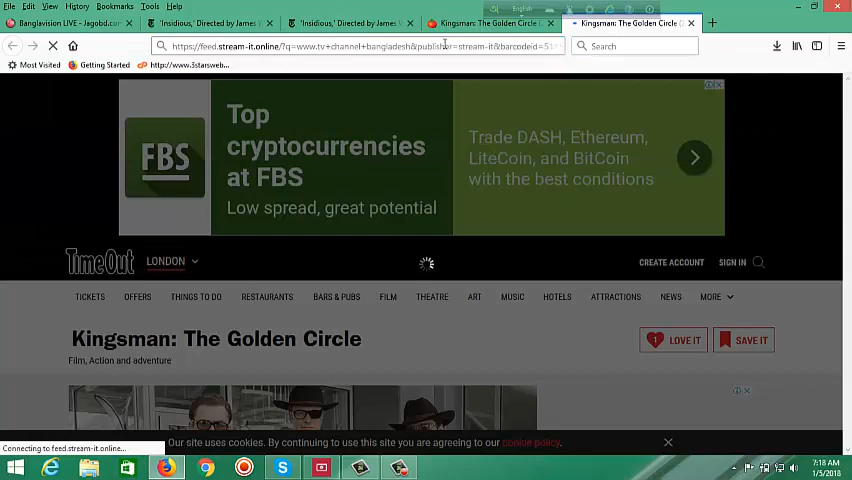 File Edit View History Bookmarks Tools Help
English
Banglavision LIVE - Jagobd.com
'Insidious,' Directed by James W
'Insidious,' Directed by James W
Kingsman: The Golden Circle (
Kingsman: The Golden Circle (
https://feed.stream-it.online/?q=www.tv+channel+bangladesh&publisher=stream-it&barcodeid=51
Search
Most Visited Getting Started http://www.3starsweb...
FBS
Top
cryptocurrencies
at FBS
Low spread, great potential
Trade DASH, Ethereum,
LiteCoin, and BitCoin
with the best conditions
TimeOut LONDON CREATE ACCOUNT SIGN IN
TICKETS OFFERS THINGS TO DO RESTAURANTS BARS & PUBS FILM THEATRE ART MUSIC HOTELS ATTRACTIONS NEWS MORE
Kingsman: The Golden Circle
1 LOVE IT SAVE IT
Film, Action and adventure
Our site uses cookies. By continuing to use this site you are agreeing to our cookie policy.
Connecting to feed.stream-it.online...
7:18 AM
1/5/2018